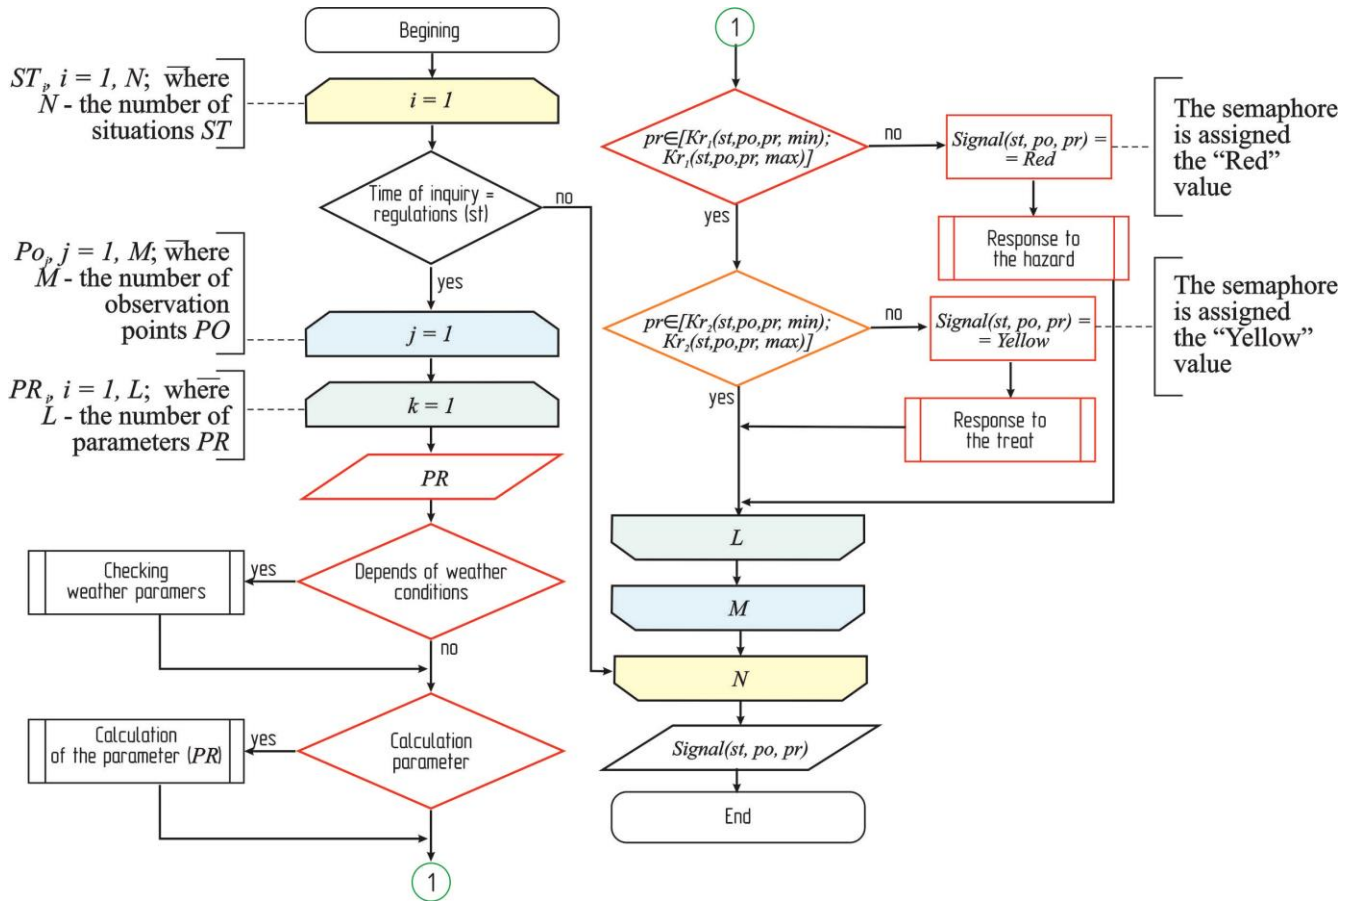 Begining
ST_i, i = 1, N; where
N - the number of
situations ST
i = 1
Time of inquiry =
regulations (st)
no
yes
Po_j, j = 1, M; where
M - the number of
observation
points PO
j = 1
PR_i, i = 1, L; where
L - the number of
parameters PR
k = 1
PR
Depends of weather
conditions
yes
Checking
weather paramers
no
Calculation
parameter
yes
Calculation
of the parameter (PR)
1
1
pr∈[Kr₁(st,po,pr, min);
Kr₁(st,po,pr, max)]
no
Signal(st, po, pr) =
= Red
The semaphore
is assigned
the “Red”
value
yes
Response to
the hazard
pr∈[Kr₂(st,po,pr, min);
Kr₂(st,po,pr, max)]
no
Signal(st, po, pr) =
= Yellow
The semaphore
is assigned
the “Yellow”
value
yes
Response to
the treat
L
M
N
Signal(st, po, pr)
End